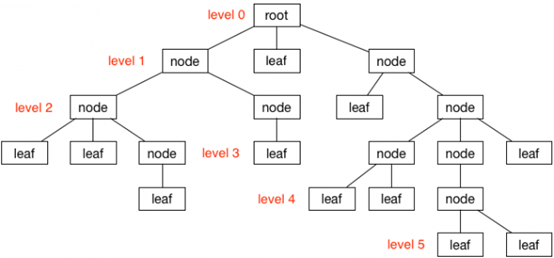 level 0 root
level 1 node leaf node
level 2 node node leaf node
leaf leaf node level 3 leaf node node leaf
leaf level 4 leaf leaf node
level 5 leaf leaf